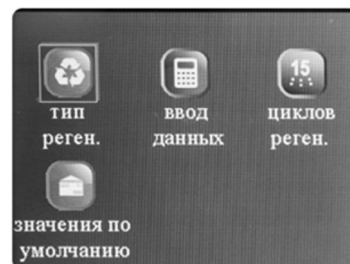 15
тип
реген.
ввод
данных
циклов
реген.
значения по
умолчанию